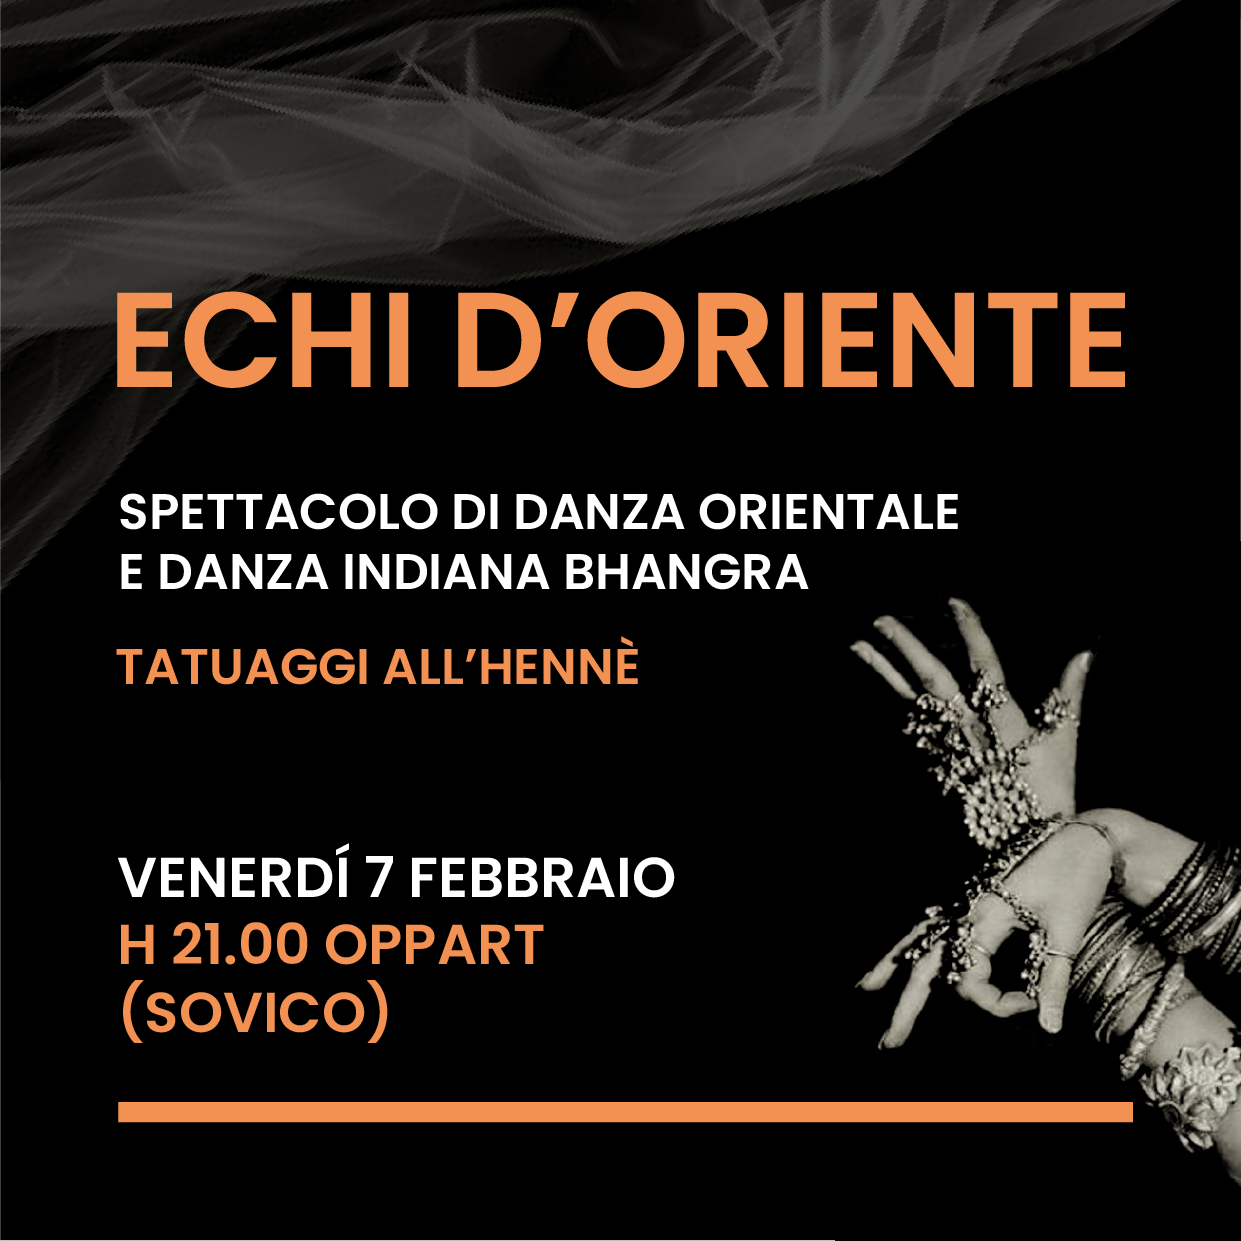 ECHI D’ORIENTE
SPETTACOLO DI DANZA ORIENTALE
E DANZA INDIANA BHANGRA
TATUAGGI ALL’HENNÈ
VENERDÍ 7 FEBBRAIO
H 21.00 OPPART
(SOVICO)